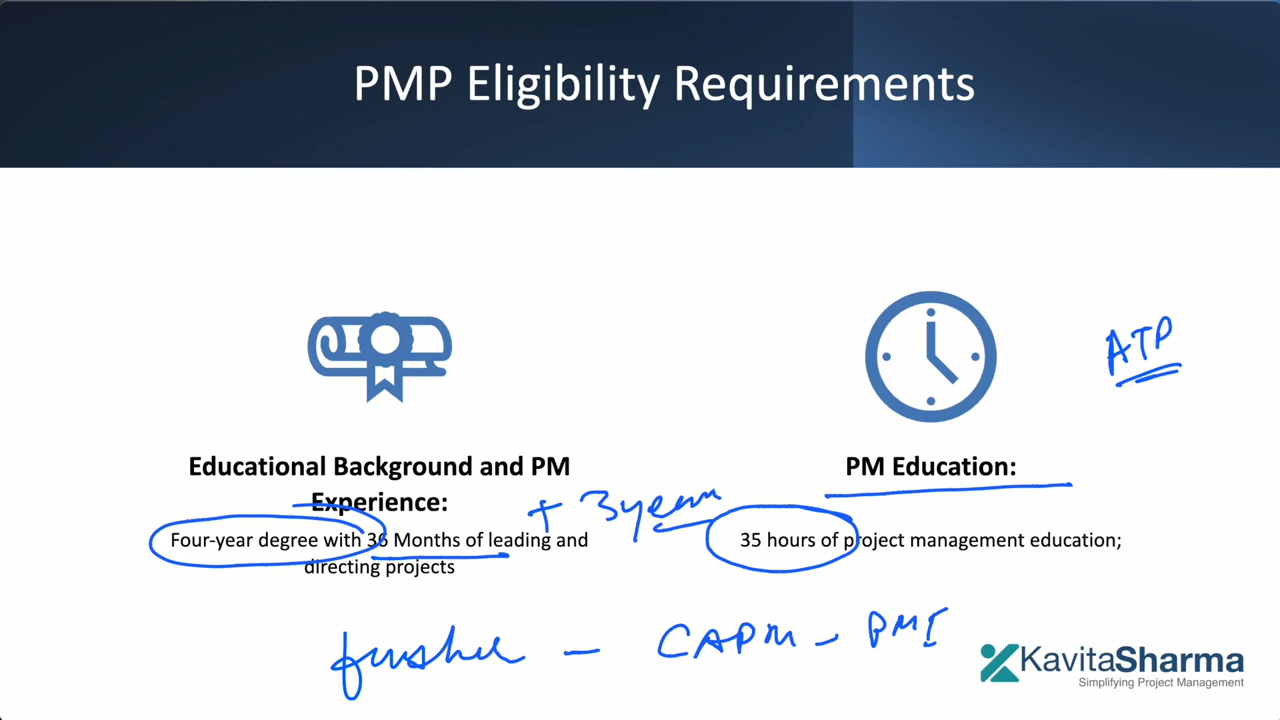 PMP Eligibility Requirements
ATP
Educational Background and PM
Experience:
+ 3 years
Four-year degree with 36 Months of leading and
directing projects
PM Education:
35 hours of project management education;
fresher - CAPM - PMI
KavitaSharma
Simplifying Project Management